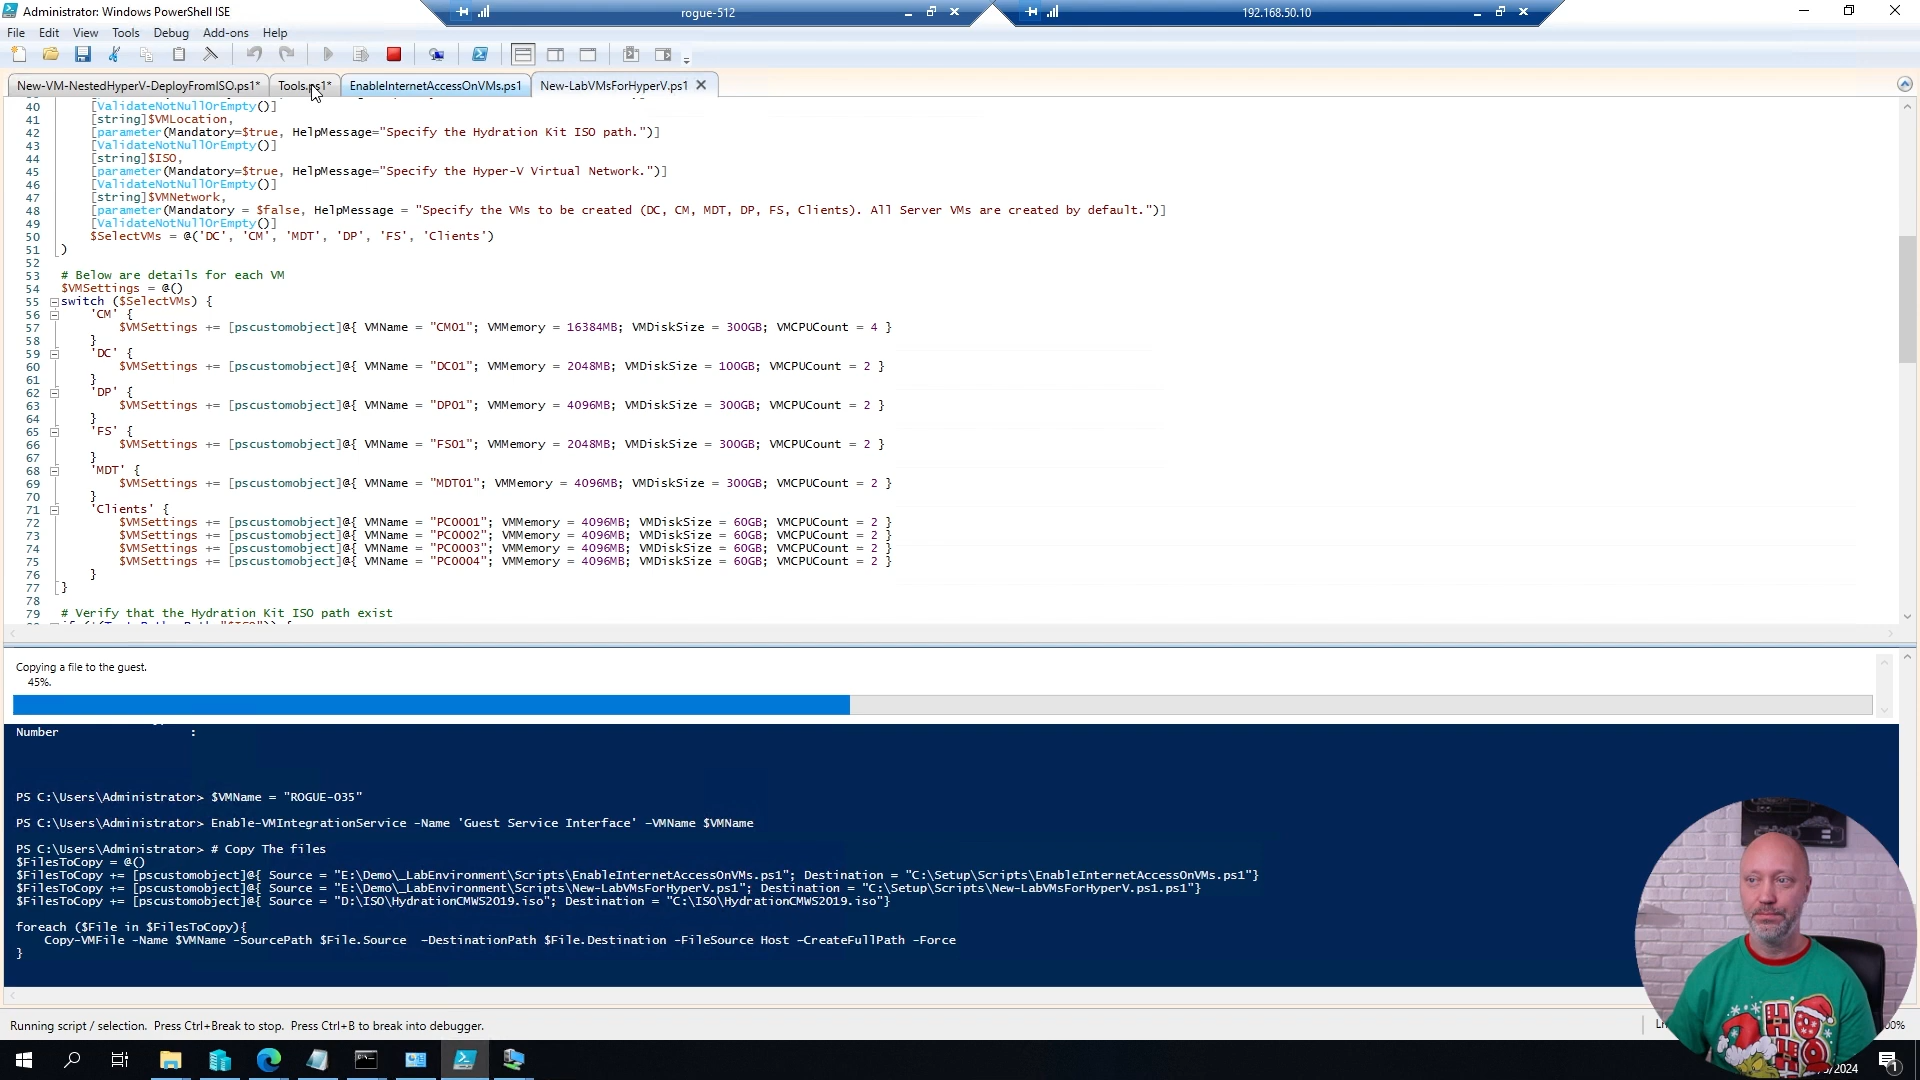 Administrator: Windows PowerShell ISE
rogue-512
192.168.50.10
File Edit View Tools Debug Add-ons Help
New-VM-NestedHyperV-DeployFromISO.ps1* Tools.ps1* EnableInternetAccessOnVMs.ps1 New-LabVMsForHyperV.ps1
40 [ValidateNotNullOrEmpty()]
41 [string]$VMLocation,
42 [parameter(Mandatory=$true, HelpMessage="Specify the Hydration Kit ISO path.")]
43 [ValidateNotNullOrEmpty()]
44 [string]$ISO,
45 [parameter(Mandatory=$true, HelpMessage="Specify the Hyper-V Virtual Network.")]
46 [ValidateNotNullOrEmpty()]
47 [string]$VMNetwork,
48 [parameter(Mandatory = $false, HelpMessage = "Specify the VMs to be created (DC, CM, MDT, DP, FS, Clients). All Server VMs are created by default.")]
49 [ValidateNotNullOrEmpty()]
50 $SelectVMs = @('DC', 'CM', 'MDT', 'DP', 'FS', 'Clients')
51 )
52
53 # Below are details for each VM
54 $VMSettings = @()
55 switch ($SelectVMs) {
56 'CM' {
57 $VMSettings += [pscustomobject]@{ VMName = "CM01"; VMMemory = 16384MB; VMDiskSize = 300GB; VMCPUCount = 4 }
58 }
59 'DC' {
60 $VMSettings += [pscustomobject]@{ VMName = "DC01"; VMMemory = 2048MB; VMDiskSize = 100GB; VMCPUCount = 2 }
61 }
62 'DP' {
63 $VMSettings += [pscustomobject]@{ VMName = "DP01"; VMMemory = 4096MB; VMDiskSize = 300GB; VMCPUCount = 2 }
64 }
65 'FS' {
66 $VMSettings += [pscustomobject]@{ VMName = "FS01"; VMMemory = 2048MB; VMDiskSize = 300GB; VMCPUCount = 2 }
67 }
68 'MDT' {
69 $VMSettings += [pscustomobject]@{ VMName = "MDT01"; VMMemory = 4096MB; VMDiskSize = 300GB; VMCPUCount = 2 }
70 }
71 'Clients' {
72 $VMSettings += [pscustomobject]@{ VMName = "PC0001"; VMMemory = 4096MB; VMDiskSize = 60GB; VMCPUCount = 2 }
73 $VMSettings += [pscustomobject]@{ VMName = "PC0002"; VMMemory = 4096MB; VMDiskSize = 60GB; VMCPUCount = 2 }
74 $VMSettings += [pscustomobject]@{ VMName = "PC0003"; VMMemory = 4096MB; VMDiskSize = 60GB; VMCPUCount = 2 }
75 $VMSettings += [pscustomobject]@{ VMName = "PC0004"; VMMemory = 4096MB; VMDiskSize = 60GB; VMCPUCount = 2 }
76 }
77 }
78
79 # Verify that the Hydration Kit ISO path exist
Copying a file to the guest.
45%.
Number :
PS C:\Users\Administrator> $VMName = "ROGUE-035"
PS C:\Users\Administrator> Enable-VMIntegrationService -Name 'Guest Service Interface' -VMName $VMName
PS C:\Users\Administrator> # Copy The files
$FilesToCopy = @()
$FilesToCopy += [pscustomobject]@{ Source = "E:\Demo\_LabEnvironment\Scripts\EnableInternetAccessOnVMs.ps1"; Destination = "C:\Setup\Scripts\EnableInternetAccessOnVMs.ps1"}
$FilesToCopy += [pscustomobject]@{ Source = "E:\Demo\_LabEnvironment\Scripts\New-LabVMsForHyperV.ps1"; Destination = "C:\Setup\Scripts\New-LabVMsForHyperV.ps1.ps1"}
$FilesToCopy += [pscustomobject]@{ Source = "D:\ISO\HydrationCMWS2019.iso"; Destination = "C:\ISO\HydrationCMWS2019.iso"}
foreach ($File in $FilesToCopy){
Copy-VMFile -Name $VMName -SourcePath $File.Source -DestinationPath $File.Destination -FileSource Host -CreateFullPath -Force
}
Running script / selection. Press Ctrl+Break to stop. Press Ctrl+B to break into debugger.